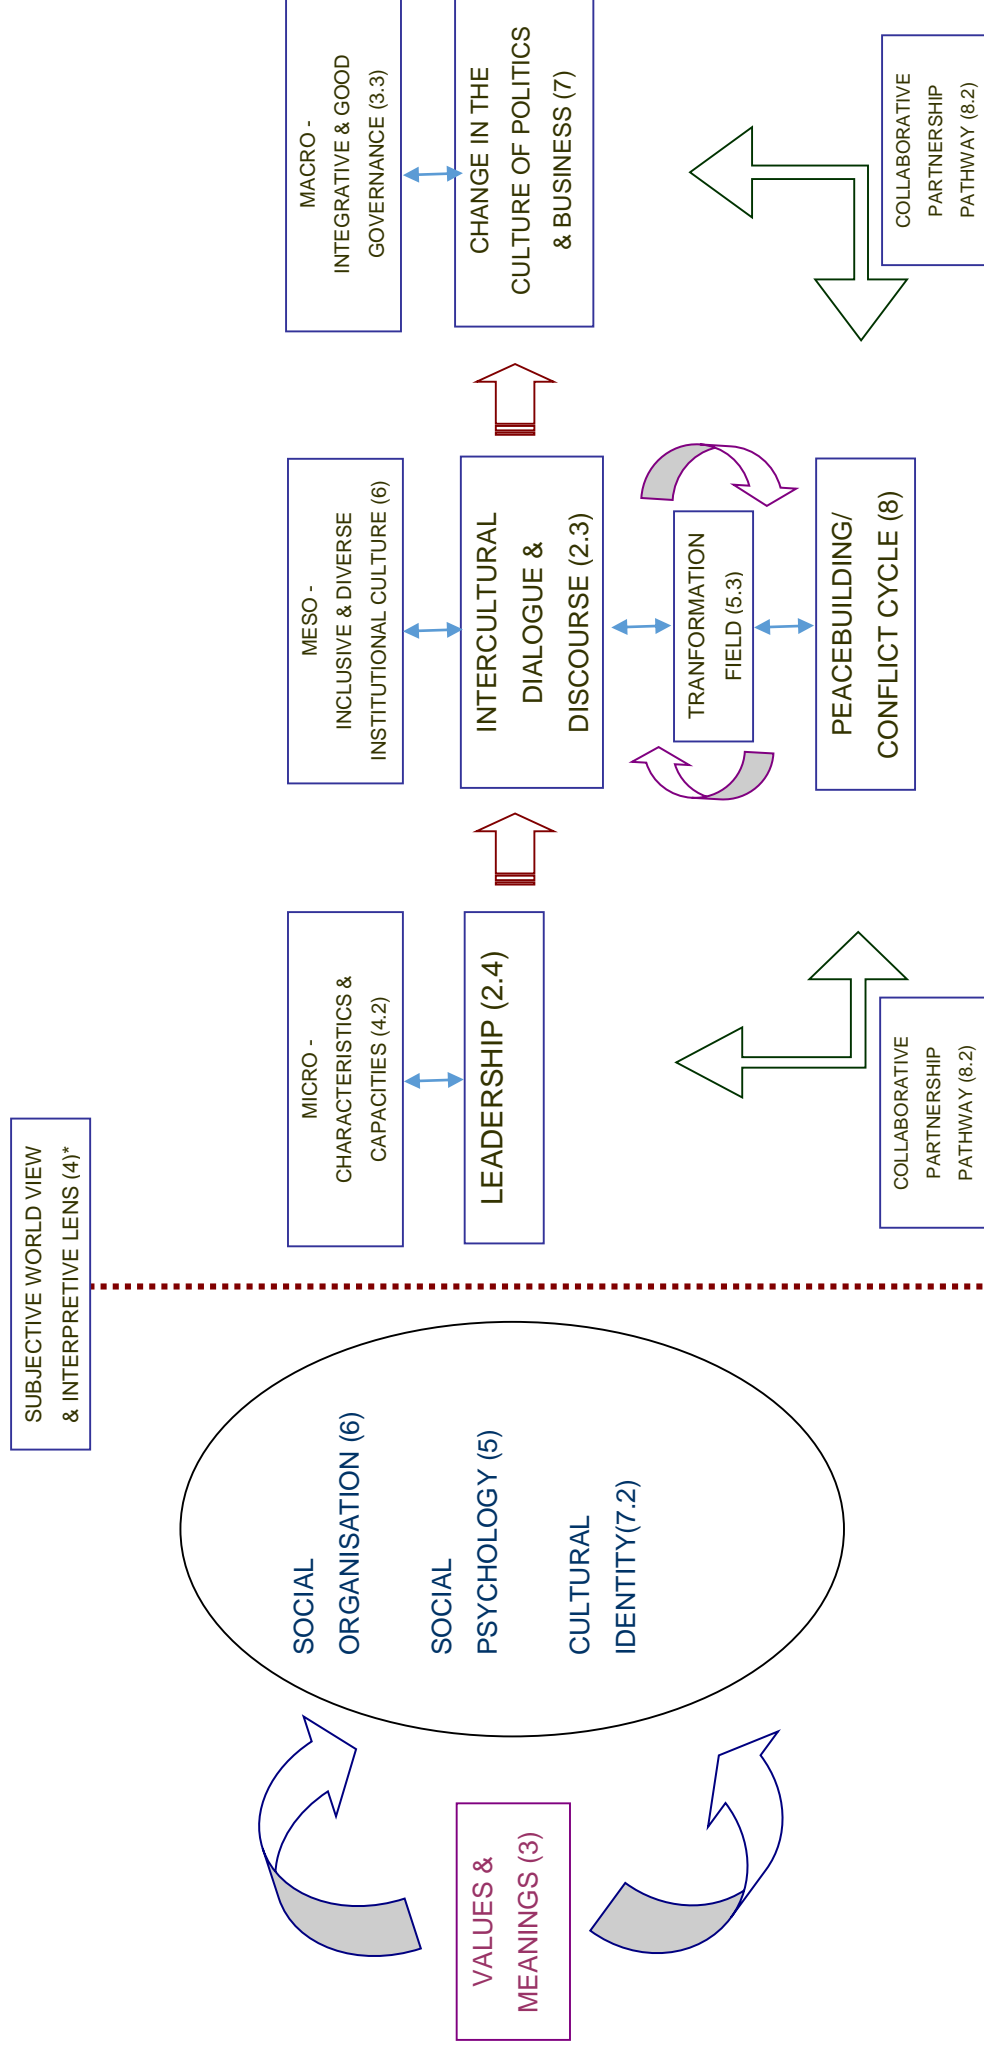 SUBJECTIVE WORLD VIEW
& INTERPRETIVE LENS (4)*
VALUES &
MEANINGS (3)
SOCIAL
ORGANISATION (6)
SOCIAL
PSYCHOLOGY (5)
CULTURAL
IDENTITY(7.2)
MICRO -
CHARACTERISTICS &
CAPACITIES (4.2)
LEADERSHIP (2.4)
COLLABORATIVE
PARTNERSHIP
PATHWAY (8.2)
MESO -
INCLUSIVE & DIVERSE
INSTITUTIONAL CULTURE (6)
INTERCULTURAL
DIALOGUE &
DISCOURSE (2.3)
TRANFORMATION
FIELD (5.3)
PEACEBUILDING/
CONFLICT CYCLE (8)
MACRO -
INTEGRATIVE & GOOD
GOVERNANCE (3.3)
CHANGE IN THE
CULTURE OF POLITICS
& BUSINESS (7)
COLLABORATIVE
PARTNERSHIP
PATHWAY (8.2)